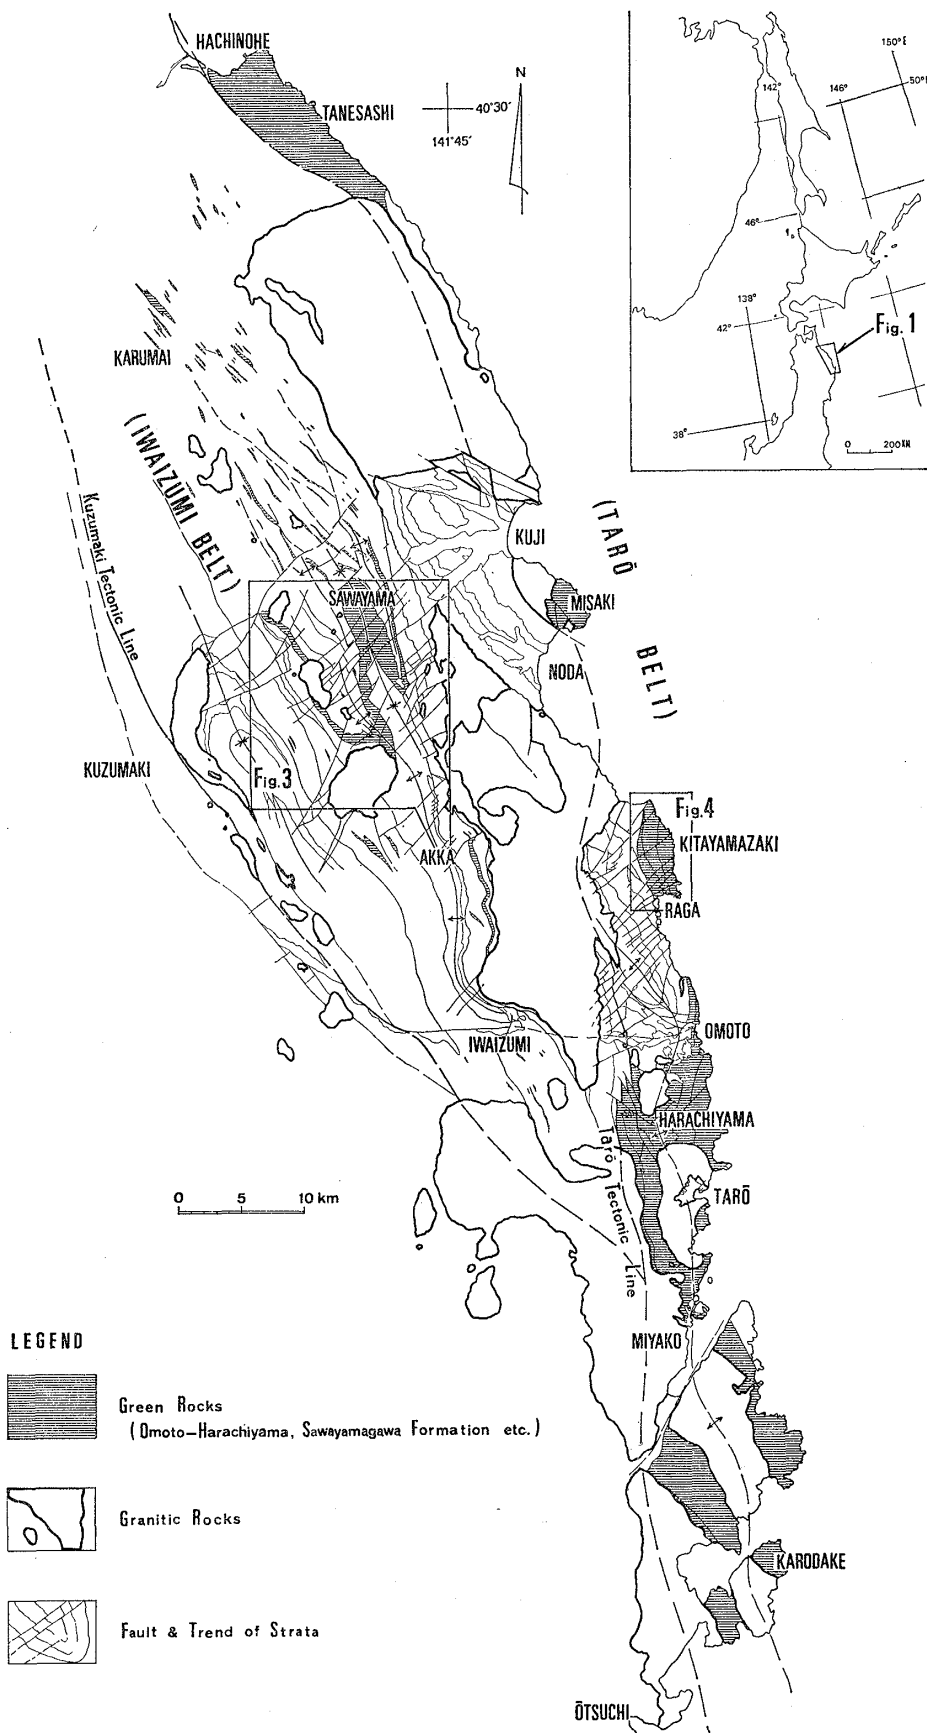 HACHINOHE
TANESASHI
N
40°30'
141°45'
150°E
146°
142°
46°
138°
42°
Fig. 1
38°
0 200KM
KARUMAI
(IWAIZUMI BELT)
Kuzumaki Tectonic Line
KUJI
(TARŌ BELT)
SAWAYAMA
MISAKI
NODA
KUZUMAKI
Fig.3
Fig.4
KITAYAMAZAKI
AKKA
RAGA
OMOTO
IWAIZUMI
HARACHIYAMA
Tarō Tectonic Line
TARŌ
0 5 10 km
MIYAKO
LEGEND
Green Rocks
(Omoto–Harachiyama, Sawayamagawa Formation etc.)
Granitic Rocks
KARODAKE
Fault & Trend of Strata
ŌTSUCHI